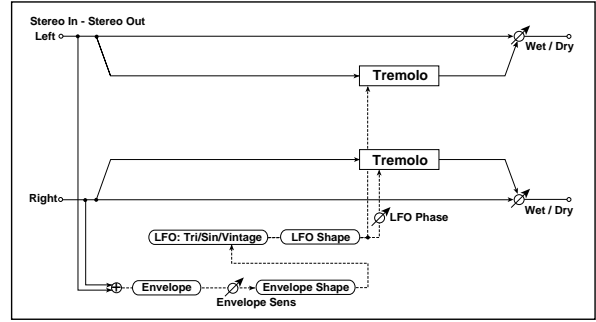 Stereo In - Stereo Out
Left
Wet / Dry
Tremolo
Tremolo
Right
Wet / Dry
LFO Phase
LFO: Tri/Sin/Vintage
LFO Shape
Envelope
Envelope Shape
Envelope Sens